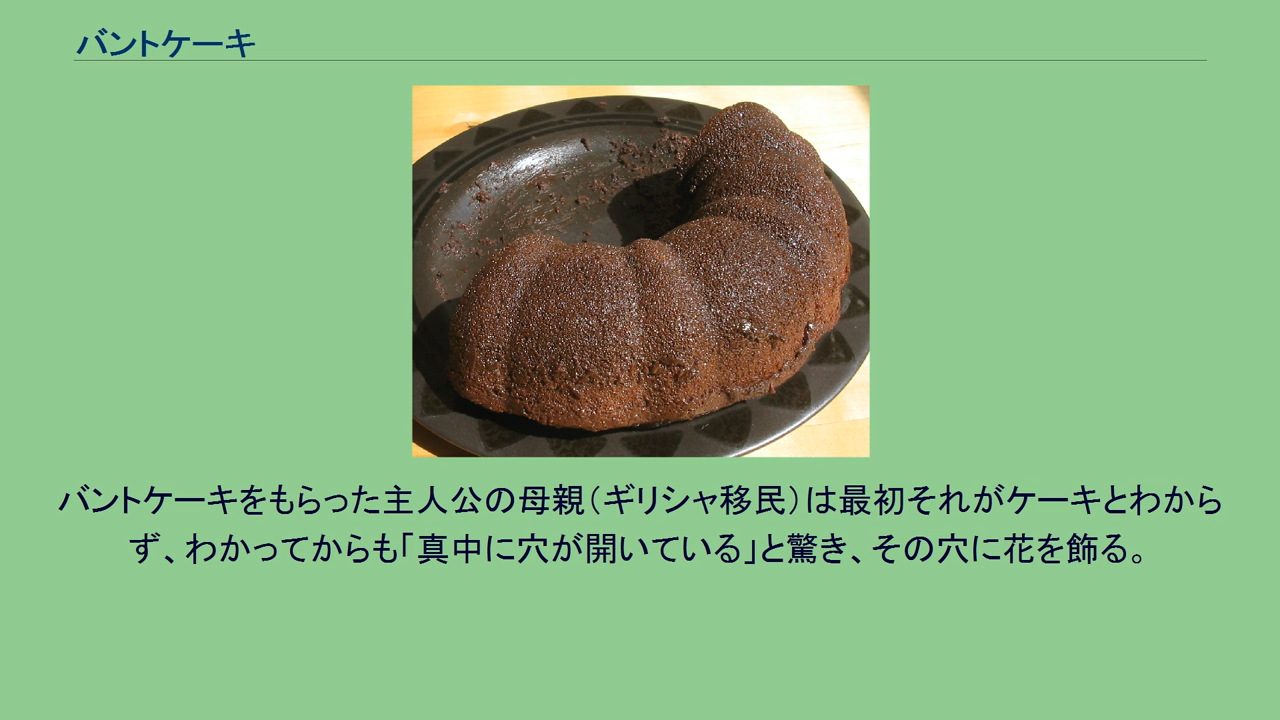 バントケーキ
バントケーキをもらった主人公の母親（ギリシャ移民）は最初それがケーキとわから
ず、わかってからも「真中に穴が開いている」と驚き、その穴に花を飾る。